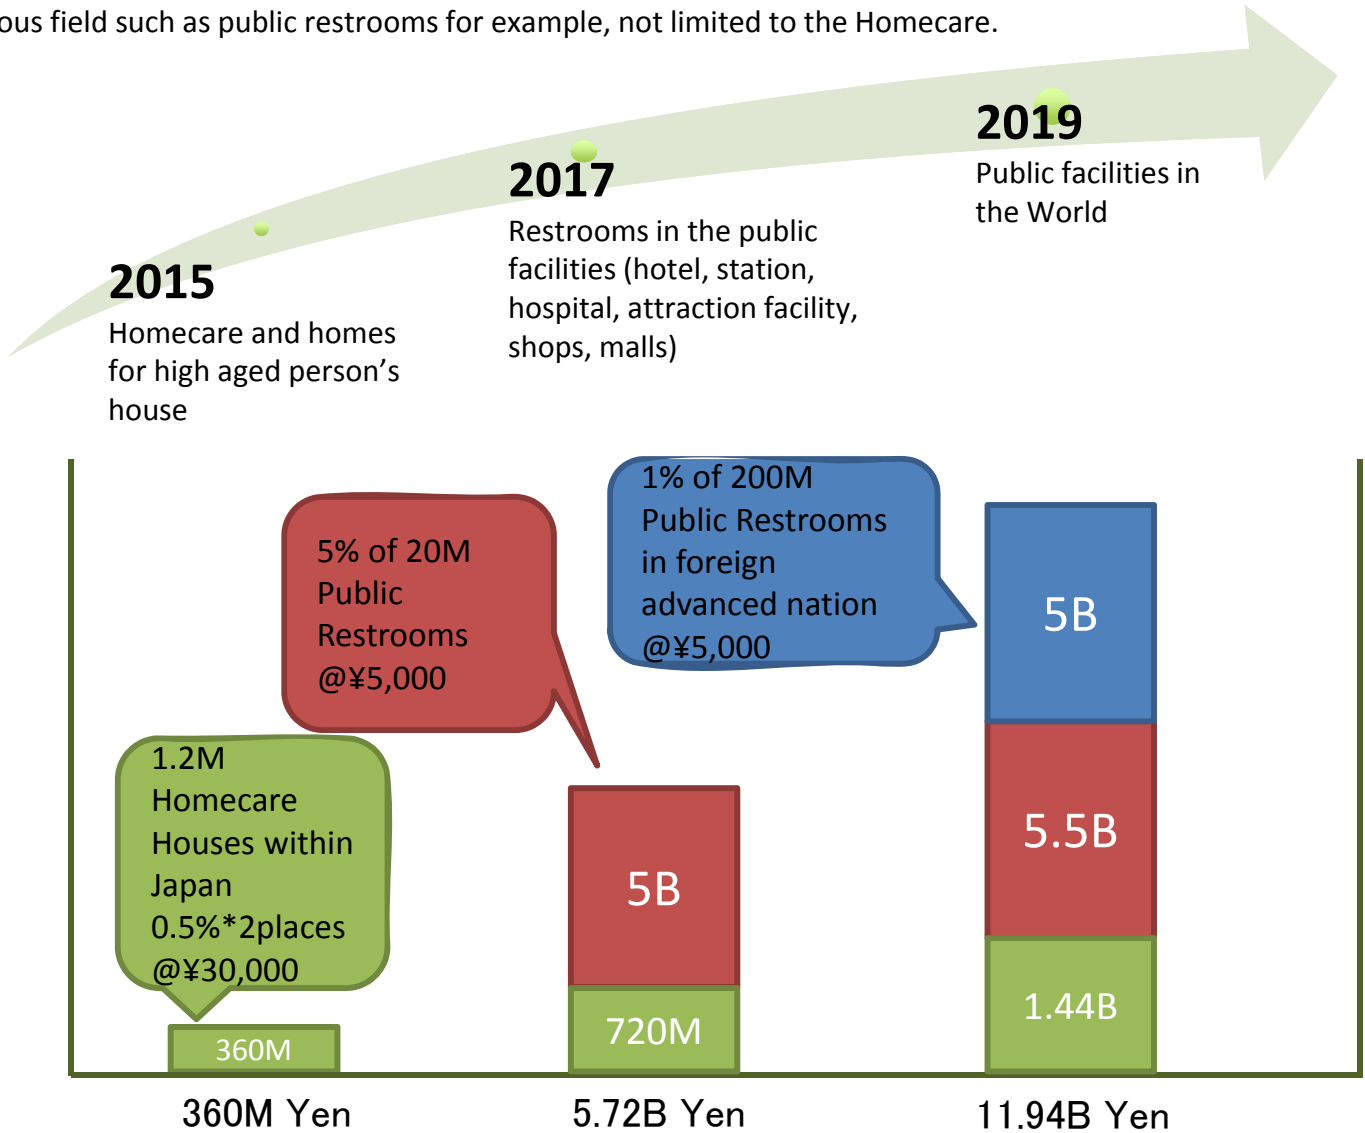 ous field such as public restrooms for example, not limited to the Homecare.
2019
Public facilities in
the World
2017
Restrooms in the public
facilities (hotel, station,
hospital, attraction facility,
shops, malls)
2015
Homecare and homes
for high aged person's
house
1% of 200M
Public Restrooms
in foreign
advanced nation
@¥5,000
5% of 20M
Public
Restrooms
@¥5,000
1.2M
Homecare
Houses within
Japan
0.5%*2places
@¥30,000
5B
5.5B
1.44B
5B
720M
360M
360M Yen
5.72B Yen
11.94B Yen